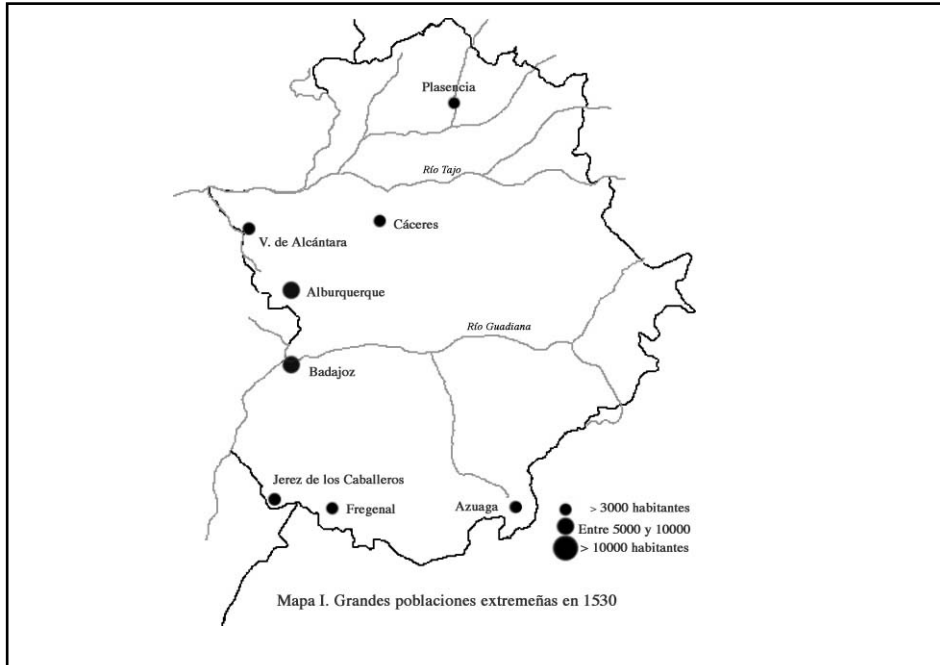 Plasencia
Río Tajo
Cáceres
V. de Alcántara
Alburquerque
Río Guadiana
Badajoz
Jerez de los Caballeros
Fregenal
Azuaga
> 3000 habitantes
Entre 5000 y 10000
> 10000 habitantes
Mapa I. Grandes poblaciones extremeñas en 1530